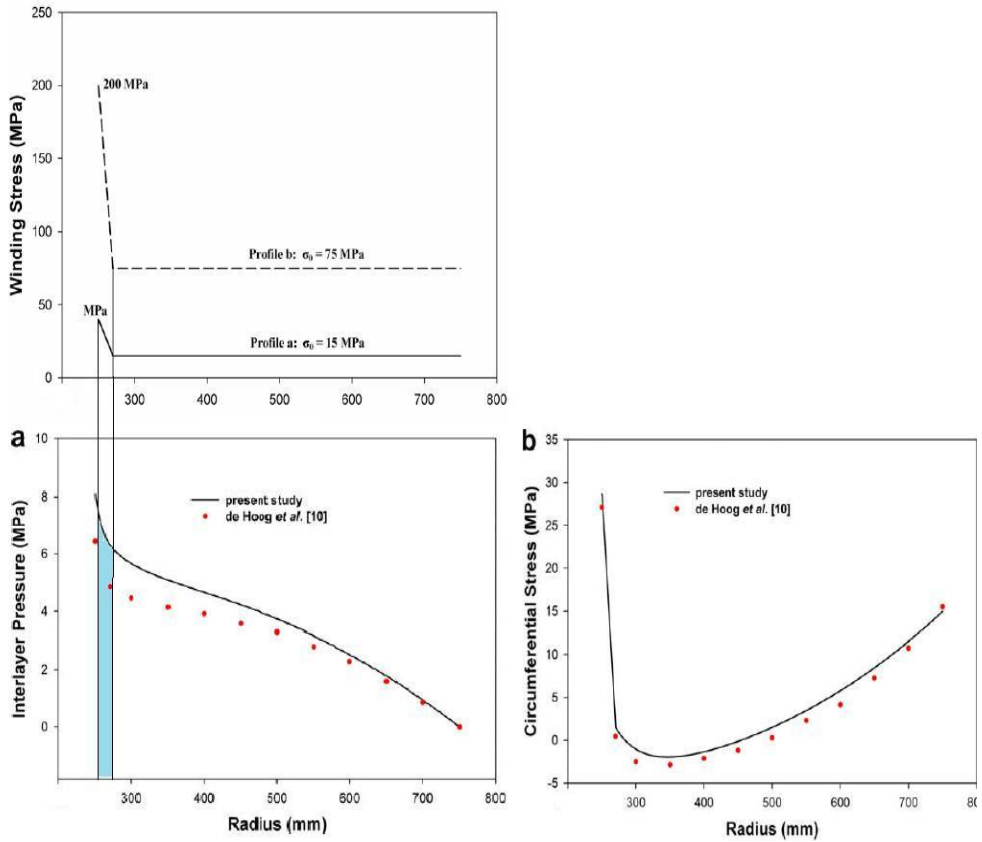 250
200
150
100
50
0
Winding Stress (MPa)
200 MPa
Profile b: σ₀ = 75 MPa
MPa
Profile a: σ₀ = 15 MPa
300 400 500 600 700 800
a
10
8
6
4
2
0
Interlayer Pressure (MPa)
present study
de Hoog et al. [10]
300 400 500 600 700 800
Radius (mm)
b
35
30
25
20
15
10
5
0
-5
Circumferential Stress (MPa)
present study
de Hoog et al. [10]
300 400 500 600 700
Radius (mm)